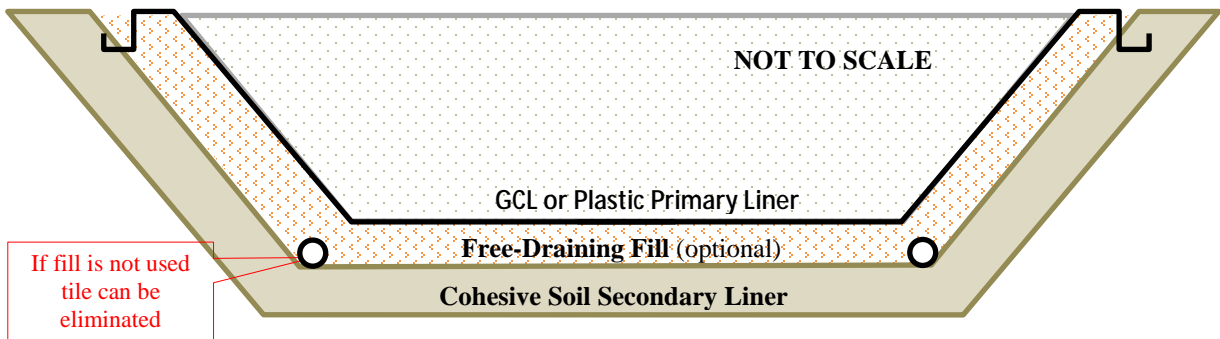 NOT TO SCALE
GCL or Plastic Primary Liner
Free-Draining Fill (optional)
Cohesive Soil Secondary Liner
If fill is not used
tile can be
eliminated